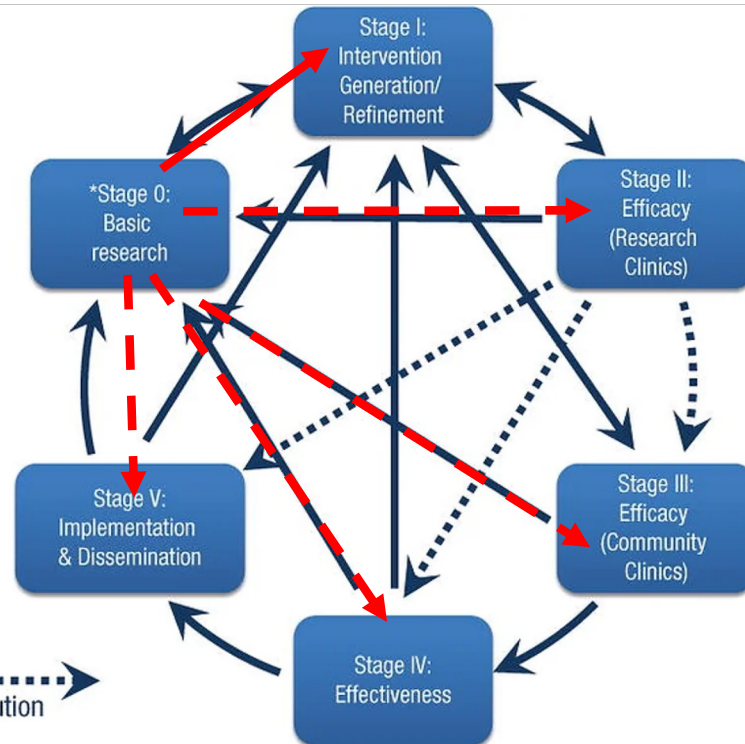 Stage I:
Intervention
Generation/
Refinement
*Stage 0:
Basic
research
Stage II:
Efficacy
(Research
Clinics)
Stage V:
Implementation
& Dissemination
Stage III:
Efficacy
(Community
Clinics)
Stage IV:
Effectiveness